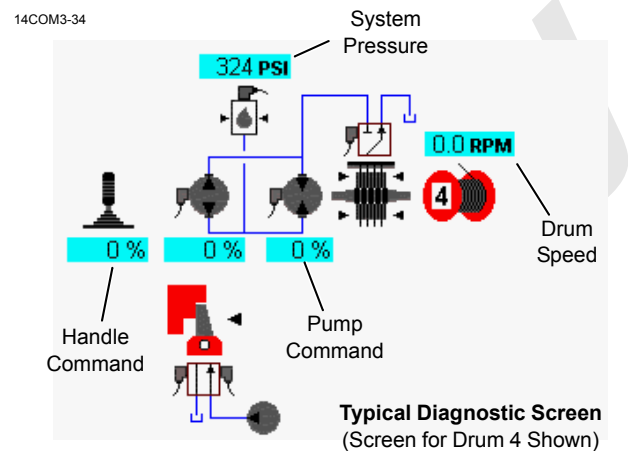 14COM3-34
System
Pressure
324 PSI
0.0 RPM
4
Drum
Speed
0 %
0 %
0 %
Handle
Command
Pump
Command
Typical Diagnostic Screen
(Screen for Drum 4 Shown)